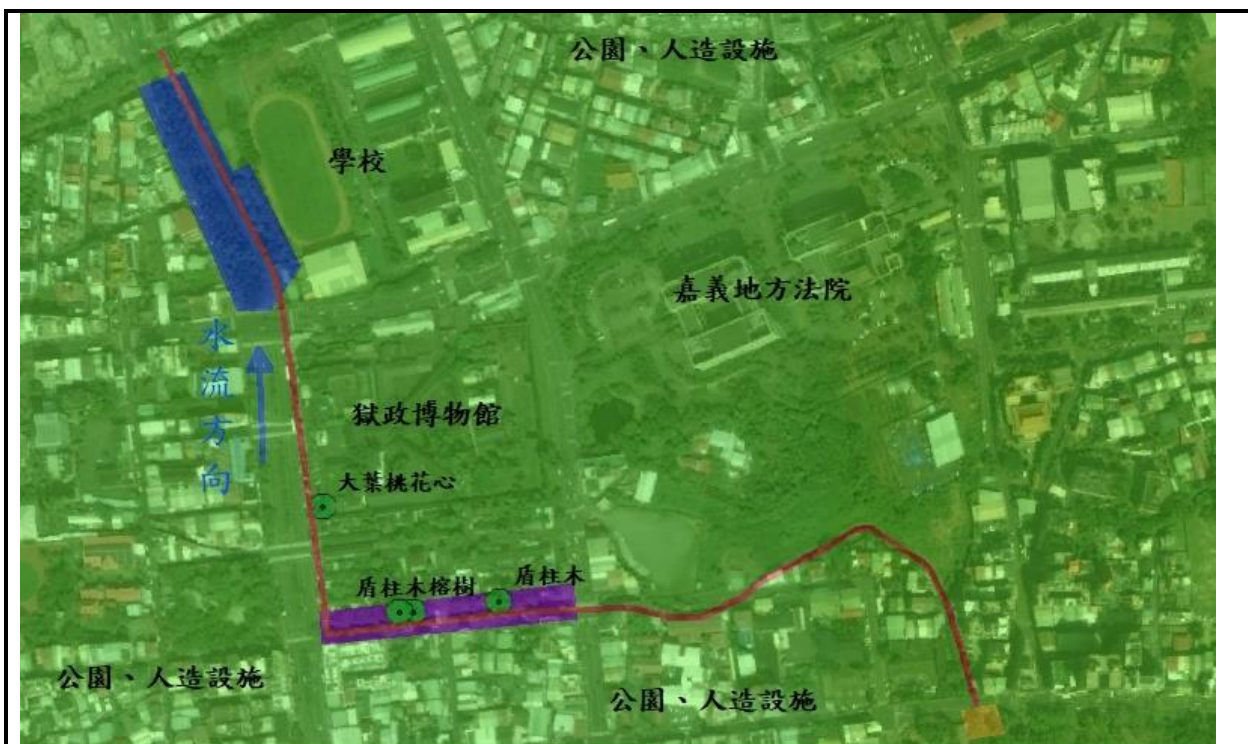 公園、人造設施
學校
嘉義地方法院
水流方向
獄政博物館
大葉桃花心
盾柱木榕樹
盾柱木
公園、人造設施
公園、人造設施